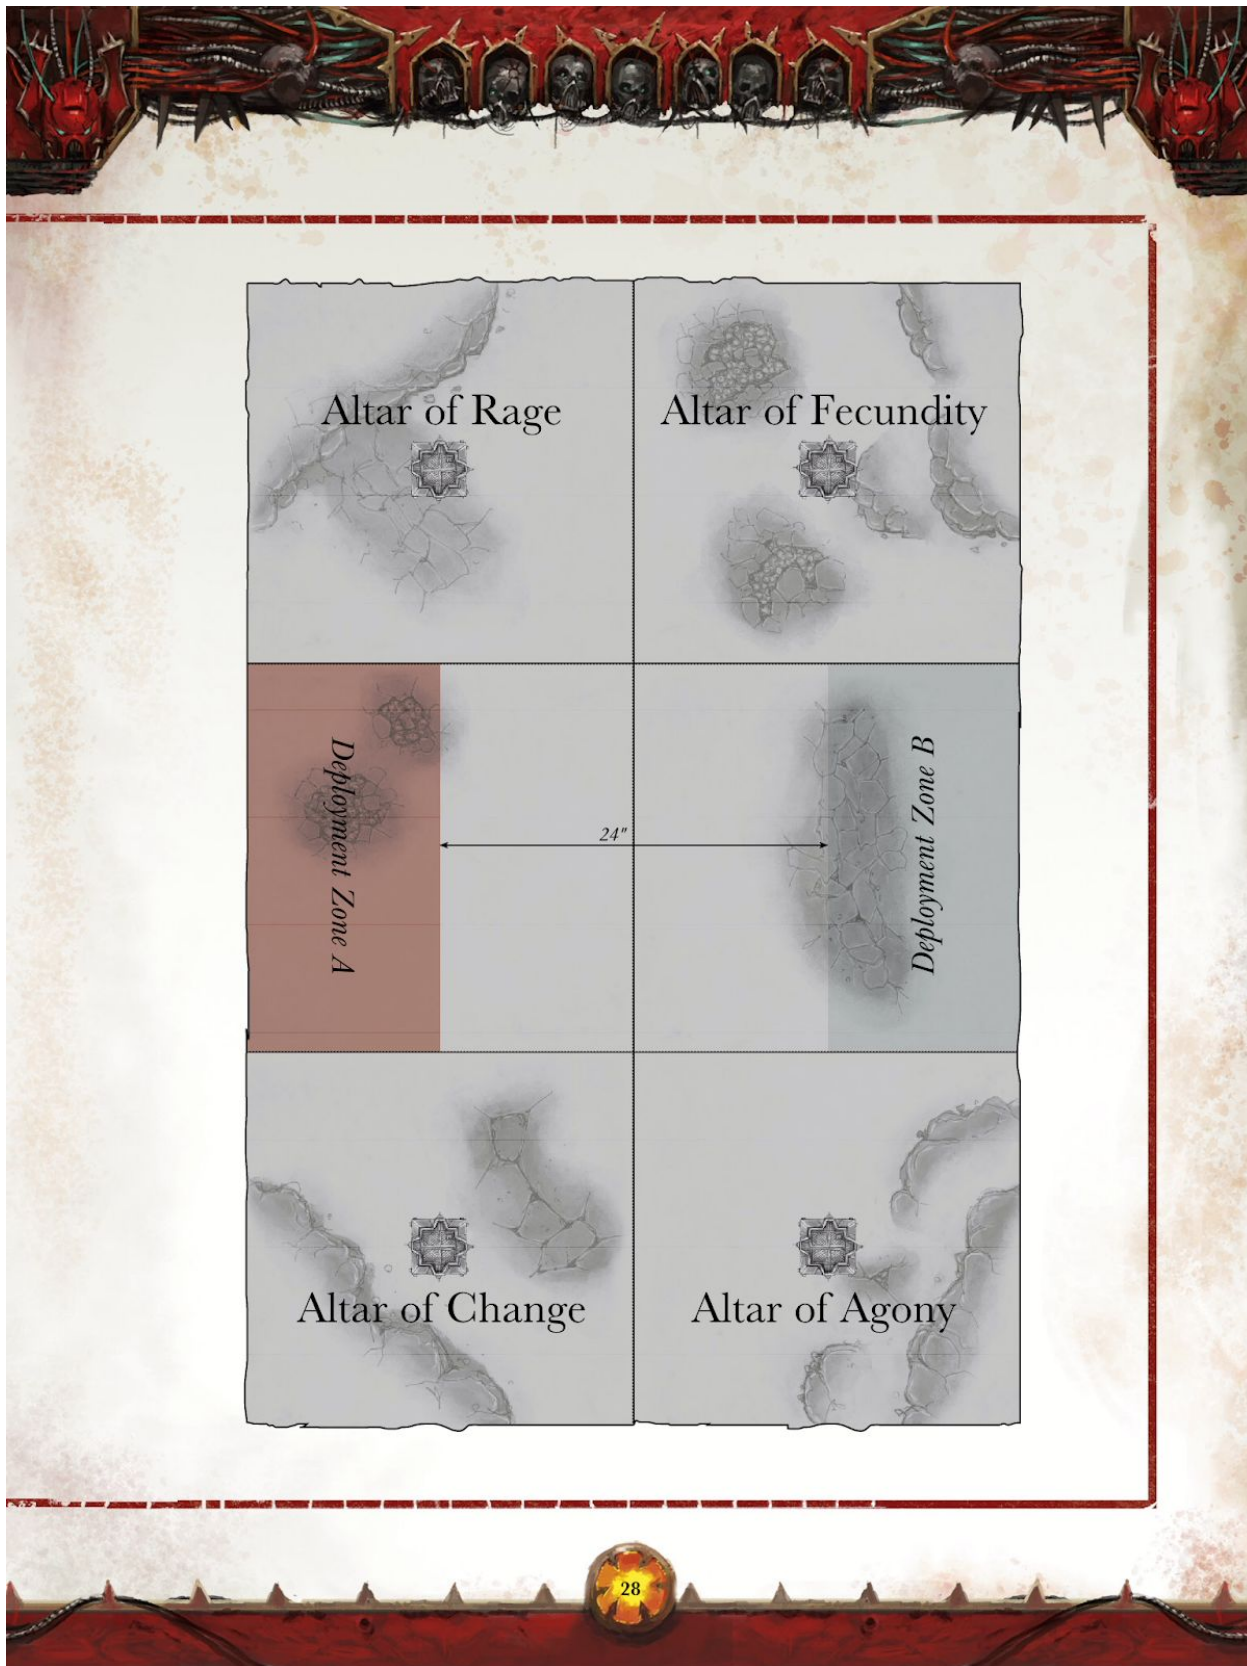 Altar of Rage
Altar of Fecundity
Deployment Zone A
24"
Deployment Zone B
Altar of Change
Altar of Agony
28